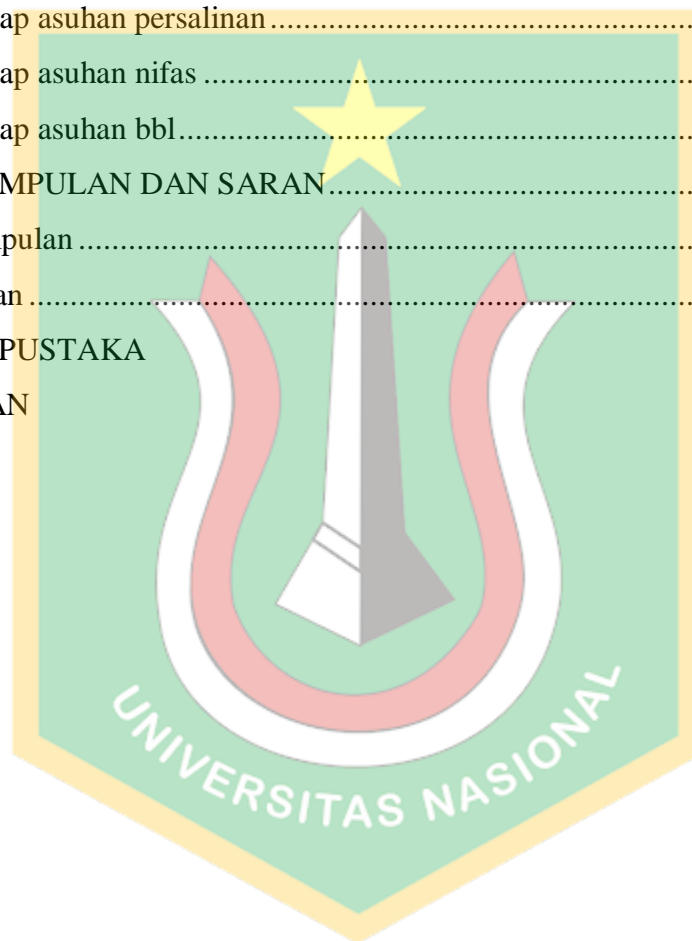 ap asuhan persalinan ........................................................
ap asuhan nifas ................................................................
ap asuhan bbl...................................................................
MPULAN DAN SARAN................................................
pulan ...............................................................................
an .....................................................................................
PUSTAKA
AN
UNIVERSITAS NASIONAL